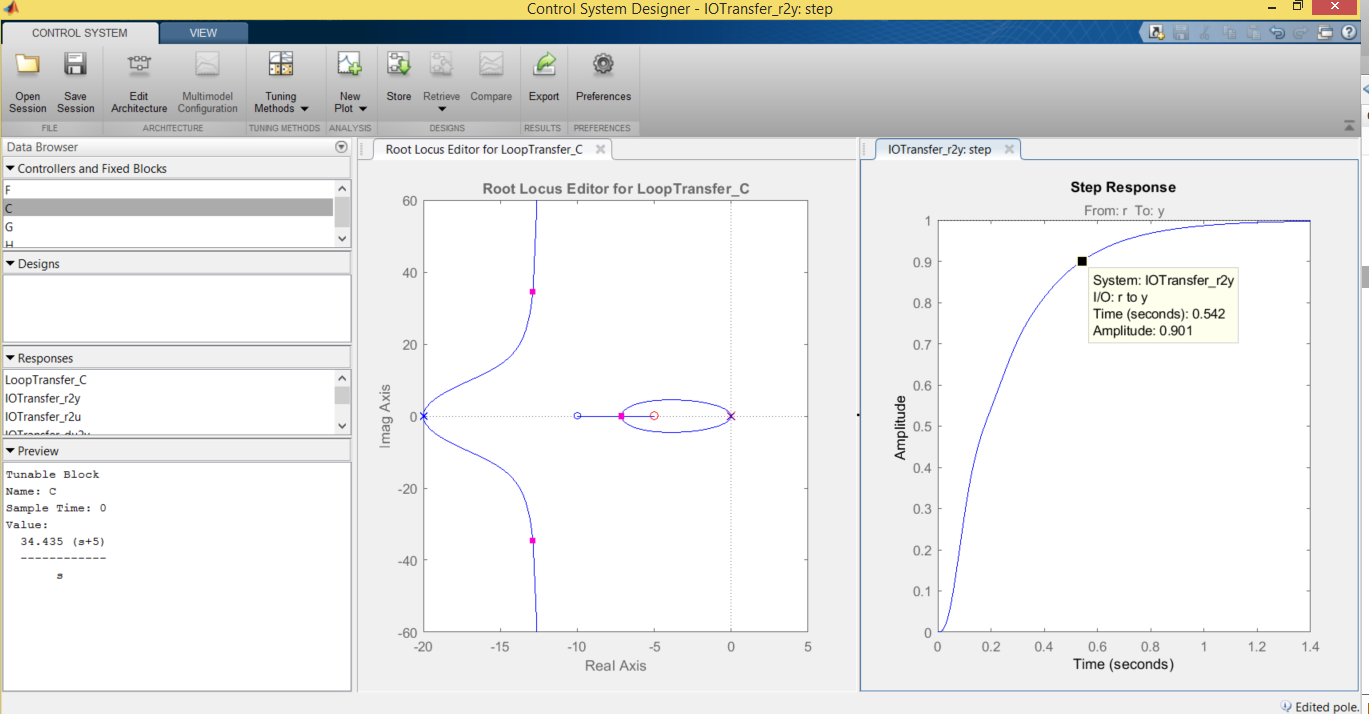 Control System Designer - IOTransfer_r2y: step
CONTROL SYSTEM
VIEW
Open Session
Save Session
Edit Architecture
Multimodel Configuration
Tuning Methods
New Plot
Store
Retrieve
Compare
Export
Preferences
FILE
ARCHITECTURE
TUNING METHODS
ANALYSIS
DESIGNS
RESULTS
PREFERENCES
Data Browser
Controllers and Fixed Blocks
F
C
G
H
Designs
Responses
LoopTransfer_C
IOTransfer_r2y
IOTransfer_r2u
IOTransfer_du2y
Preview
Tunable Block
Name: C
Sample Time: 0
Value:
34.435 (s+5)
------------
s
Root Locus Editor for LoopTransfer_C
Root Locus Editor for LoopTransfer_C
60
40
20
0
-20
-40
-60
Imag Axis
-20 -15 -10 -5 0 5
Real Axis
IOTransfer_r2y: step
Step Response
From: r To: y
1
0.9
0.8
0.7
0.6
0.5
0.4
0.3
0.2
0.1
0
Amplitude
System: IOTransfer_r2y
I/O: r to y
Time (seconds): 0.542
Amplitude: 0.901
0 0.2 0.4 0.6 0.8 1 1.2 1.4
Time (seconds)
Edited pole.